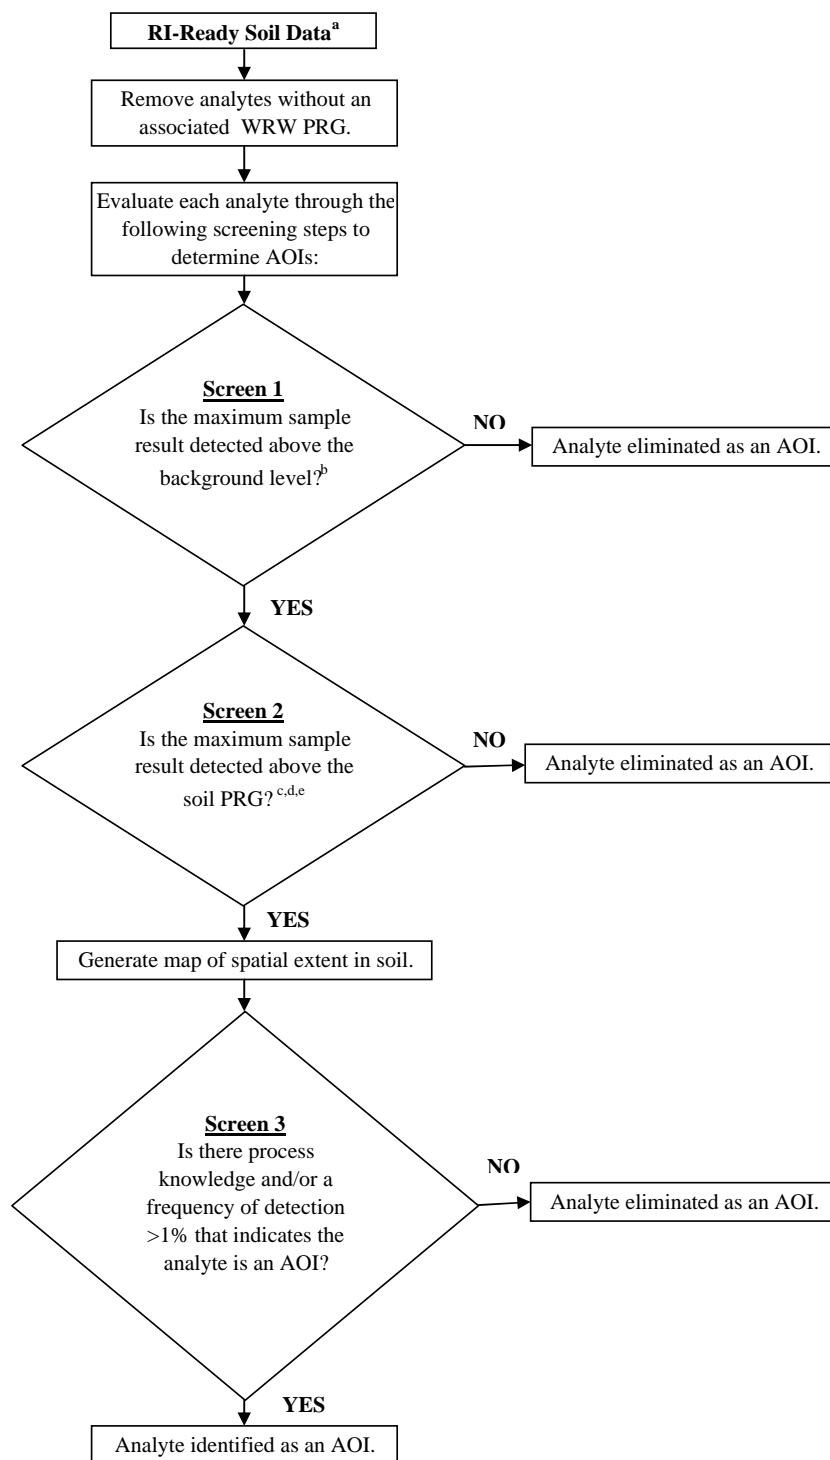 RI-Ready Soil Data^a
Remove analytes without an
associated WRW PRG.
Evaluate each analyte through the
following screening steps to
determine AOIs:
Screen 1
Is the maximum sample
result detected above the
background level?^b
NO
Analyte eliminated as an AOI.
YES
Screen 2
Is the maximum sample
result detected above the
soil PRG? ^c,d,e
NO
Analyte eliminated as an AOI.
YES
Generate map of spatial extent in soil.
Screen 3
Is there process
knowledge and/or a
frequency of detection
>1% that indicates the
analyte is an AOI?
NO
Analyte eliminated as an AOI.
YES
Analyte identified as an AOI.